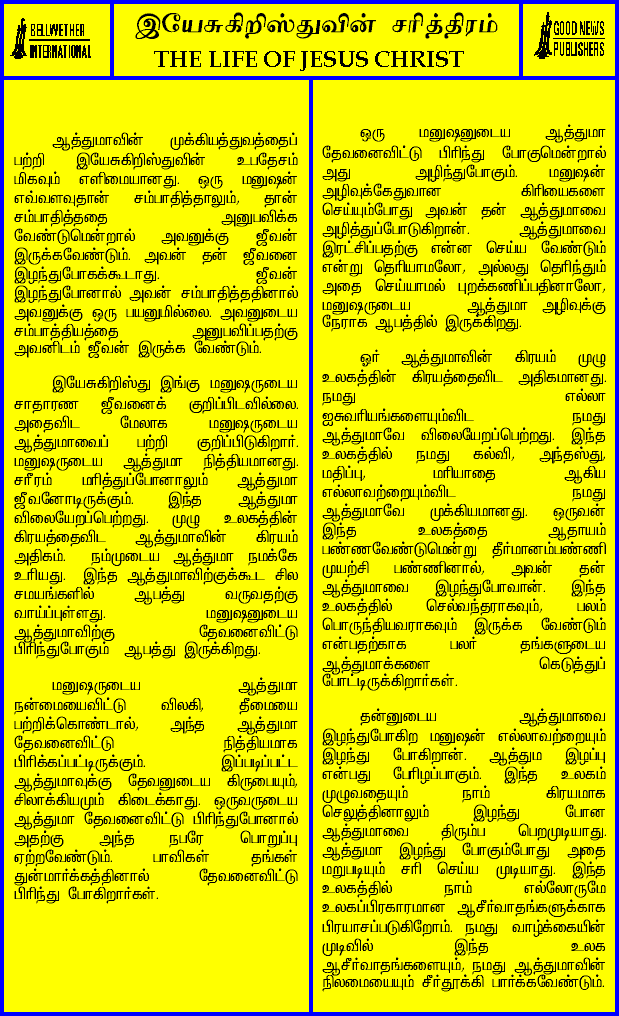 BELLWETHER
INTERNATIONAL
இயேசுகிறிஸ்துவின் சரித்திரம்
THE LIFE OF JESUS CHRIST
GOOD NEWS
PUBLISHERS
ஆத்துமாவின் முக்கியத்துவத்தைப்
பற்றி இயேசுகிறிஸ்துவின் உபதேசம்
மிகவும் எளிமையானது. ஒரு மனுஷன்
எவ்வளவுதான் சம்பாதித்தாலும், தான்
சம்பாதித்ததை அனுபவிக்க
வேண்டுமென்றால் அவனுக்கு ஜீவன்
இருக்கவேண்டும். அவன் தன் ஜீவனை
இழந்துபோகக்கூடாது. ஜீவன்
இழந்துபோனால் அவன் சம்பாதித்ததினால்
அவனுக்கு ஒரு பயனுமில்லை. அவனுடைய
சம்பாத்தியத்தை அனுபவிப்பதற்கு
அவனிடம் ஜீவன் இருக்க வேண்டும்.
இயேசுகிறிஸ்து இங்கு மனுஷருடைய
சாதாரண ஜீவனைக் குறிப்பிடவில்லை.
அதைவிட மேலாக மனுஷருடைய
ஆத்துமாவைப் பற்றி குறிப்பிடுகிறார்.
மனுஷருடைய ஆத்துமா நித்தியமானது.
சரீரம் மரித்துப்போனாலும் ஆத்துமா
ஜீவனோடிருக்கும். இந்த ஆத்துமா
விலையேறப்பெற்றது. முழு உலகத்தின்
கிரயத்தைவிட ஆத்துமாவின் கிரயம்
அதிகம். நம்முடைய ஆத்துமா நமக்கே
உரியது. இந்த ஆத்துமாவிற்குக்கூட சில
சமயங்களில் ஆபத்து வருவதற்கு
வாய்ப்புள்ளது. மனுஷனுடைய
ஆத்துமாவிற்கு தேவனைவிட்டு
பிரிந்துபோகும் ஆபத்து இருக்கிறது.
மனுஷருடைய ஆத்துமா
நன்மையைவிட்டு விலகி, தீமையை
பற்றிக்கொண்டால், அந்த ஆத்துமா
தேவனைவிட்டு நித்தியமாக
பிரிக்கப்பட்டிருக்கும். இப்படிப்பட்ட
ஆத்துமாவுக்கு தேவனுடைய கிருபையும்,
சிலாக்கியமும் கிடைக்காது. ஒருவருடைய
ஆத்துமா தேவனைவிட்டு பிரிந்துபோனால்
அதற்கு அந்த நபரே பொறுப்பு
ஏற்றவேண்டும். பாவிகள் தங்கள்
துன்மார்க்கத்தினால் தேவனைவிட்டு
பிரிந்து போகிறார்கள்.
ஒரு மனுஷனுடைய ஆத்துமா
தேவனைவிட்டு பிரிந்து போகுமென்றால்
அது அழிந்துபோகும். மனுஷன்
அழிவுக்கேதுவான கிரியைகளை
செய்யும்போது அவன் தன் ஆத்துமாவை
அழித்துப்போடுகிறான். ஆத்துமாவை
இரட்சிப்பதற்கு என்ன செய்ய வேண்டும்
என்று தெரியாமலோ, அல்லது தெரிந்தும்
அதை செய்யாமல் புறக்கணிப்பதினாலோ,
மனுஷருடைய ஆத்துமா அழிவுக்கு
நேராக ஆபத்தில் இருக்கிறது.
ஓர் ஆத்துமாவின் கிரயம் முழு
உலகத்தின் கிரயத்தைவிட அதிகமானது.
நமது எல்லா
ஐசுவரியங்களையும்விட நமது
ஆத்துமாவே விலையேறப்பெற்றது. இந்த
உலகத்தில் நமது கல்வி, அந்தஸ்து,
மதிப்பு, மரியாதை ஆகிய
எல்லாவற்றையும்விட நமது
ஆத்துமாவே முக்கியமானது. ஒருவன்
இந்த உலகத்தை ஆதாயம்
பண்ணவேண்டுமென்று தீர்மானம்பண்ணி
முயற்சி பண்ணினால், அவன் தன்
ஆத்துமாவை இழந்துபோவான். இந்த
உலகத்தில் செல்வந்தராகவும், பலம்
பொருந்தியவராகவும் இருக்க வேண்டும்
என்பதற்காக பலர் தங்களுடைய
ஆத்துமாக்களை கெடுத்துப்
போட்டிருக்கிறார்கள்.
தன்னுடைய ஆத்துமாவை
இழந்துபோகிற மனுஷன் எல்லாவற்றையும்
இழந்து போகிறான். ஆத்தும இழப்பு
என்பது பேரிழப்பாகும். இந்த உலகம்
முழுவதையும் நாம் கிரயமாக
செலுத்தினாலும் இழந்து போன
ஆத்துமாவை திரும்ப பெறமுடியாது.
ஆத்துமா இழந்து போகும்போது அதை
மறுபடியும் சரி செய்ய முடியாது. இந்த
உலகத்தில் நாம் எல்லோருமே
உலகப்பிரகாரமான ஆசீர்வாதங்களுக்காக
பிரயாசப்படுகிறோம். நமது வாழ்க்கையின்
முடிவில் இந்த உலக
ஆசீர்வாதங்களையும், நமது ஆத்துமாவின்
நிலமையையும் சீர்தூக்கி பார்க்கவேண்டும்.